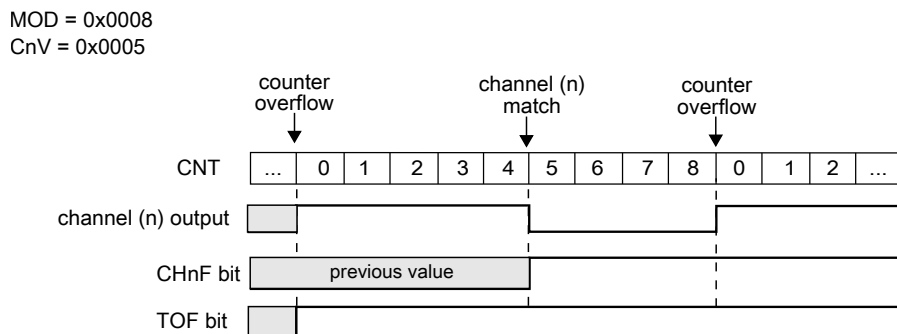 MOD = 0x0008
CnV = 0x0005
counter
overflow
channel (n)
match
counter
overflow
CNT ... 0 1 2 3 4 5 6 7 8 0 1 2 ...
channel (n) output
CHnF bit previous value
TOF bit